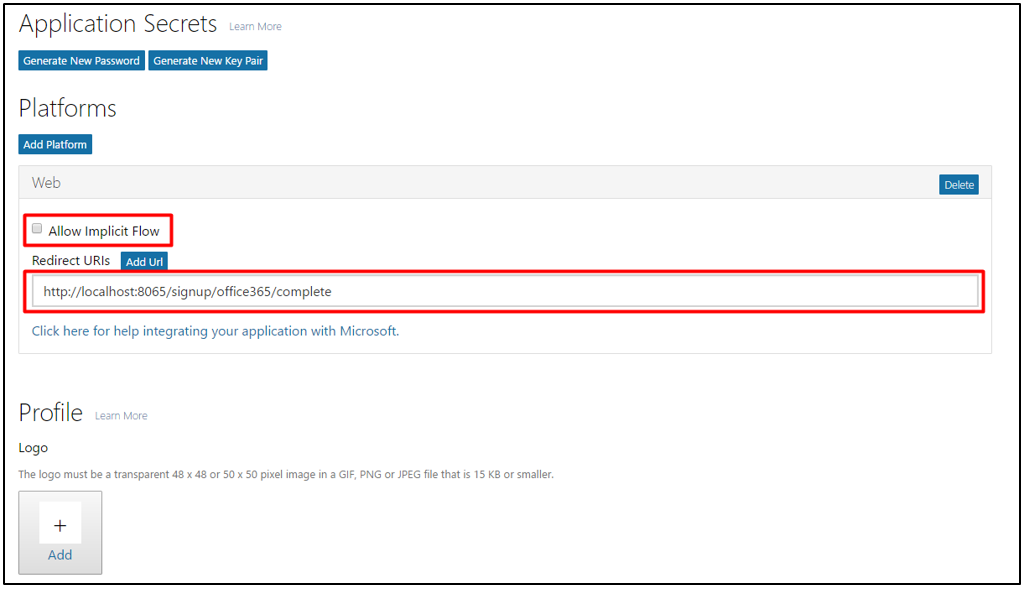 Application Secrets Learn More
Generate New Password Generate New Key Pair
Platforms
Add Platform
Web Delete
Allow Implicit Flow
Redirect URIs Add Url
http://localhost:8065/signup/office365/complete
Click here for help integrating your application with Microsoft.
Profile Learn More
Logo
The logo must be a transparent 48 x 48 or 50 x 50 pixel image in a GIF, PNG or JPEG file that is 15 KB or smaller.
+
Add